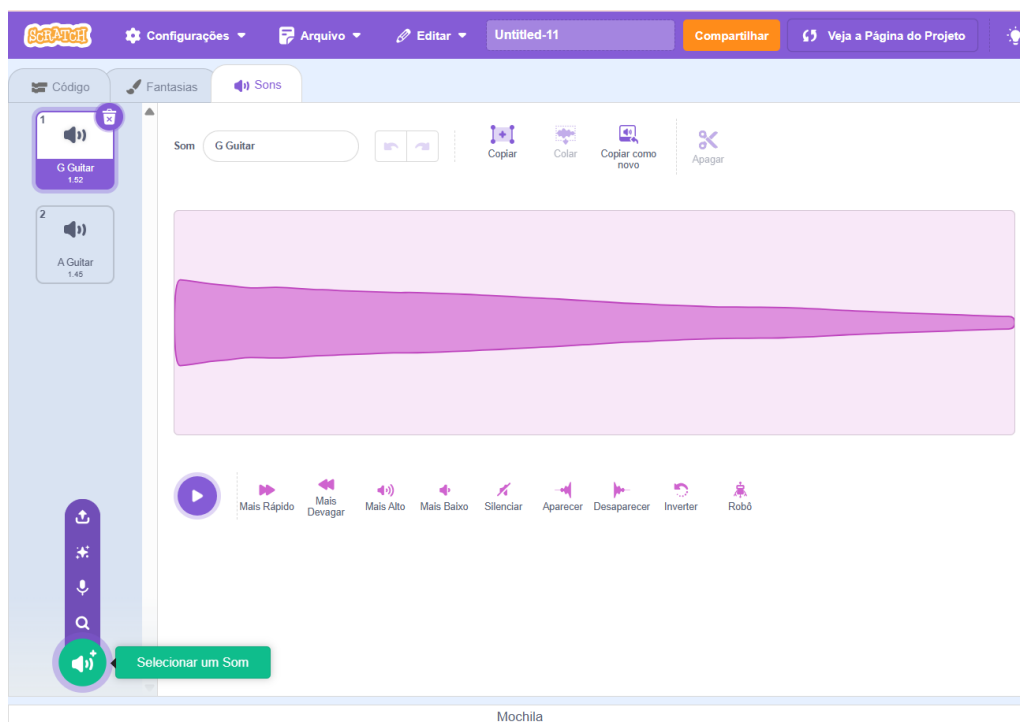 SCRATCH Configurações Arquivo Editar Untitled-11 Compartilhar Veja a Página do Projeto
Código Fantasias Sons
1
G Guitar
1.52
2
A Guitar
1.45
Som G Guitar
Copiar Colar Copiar como
novo
Apagar
Mais Rápido
Mais
Devagar
Mais Alto Mais Baixo Silenciar Aparecer Desaparecer Inverter Robô
Selecionar um Som
Mochila